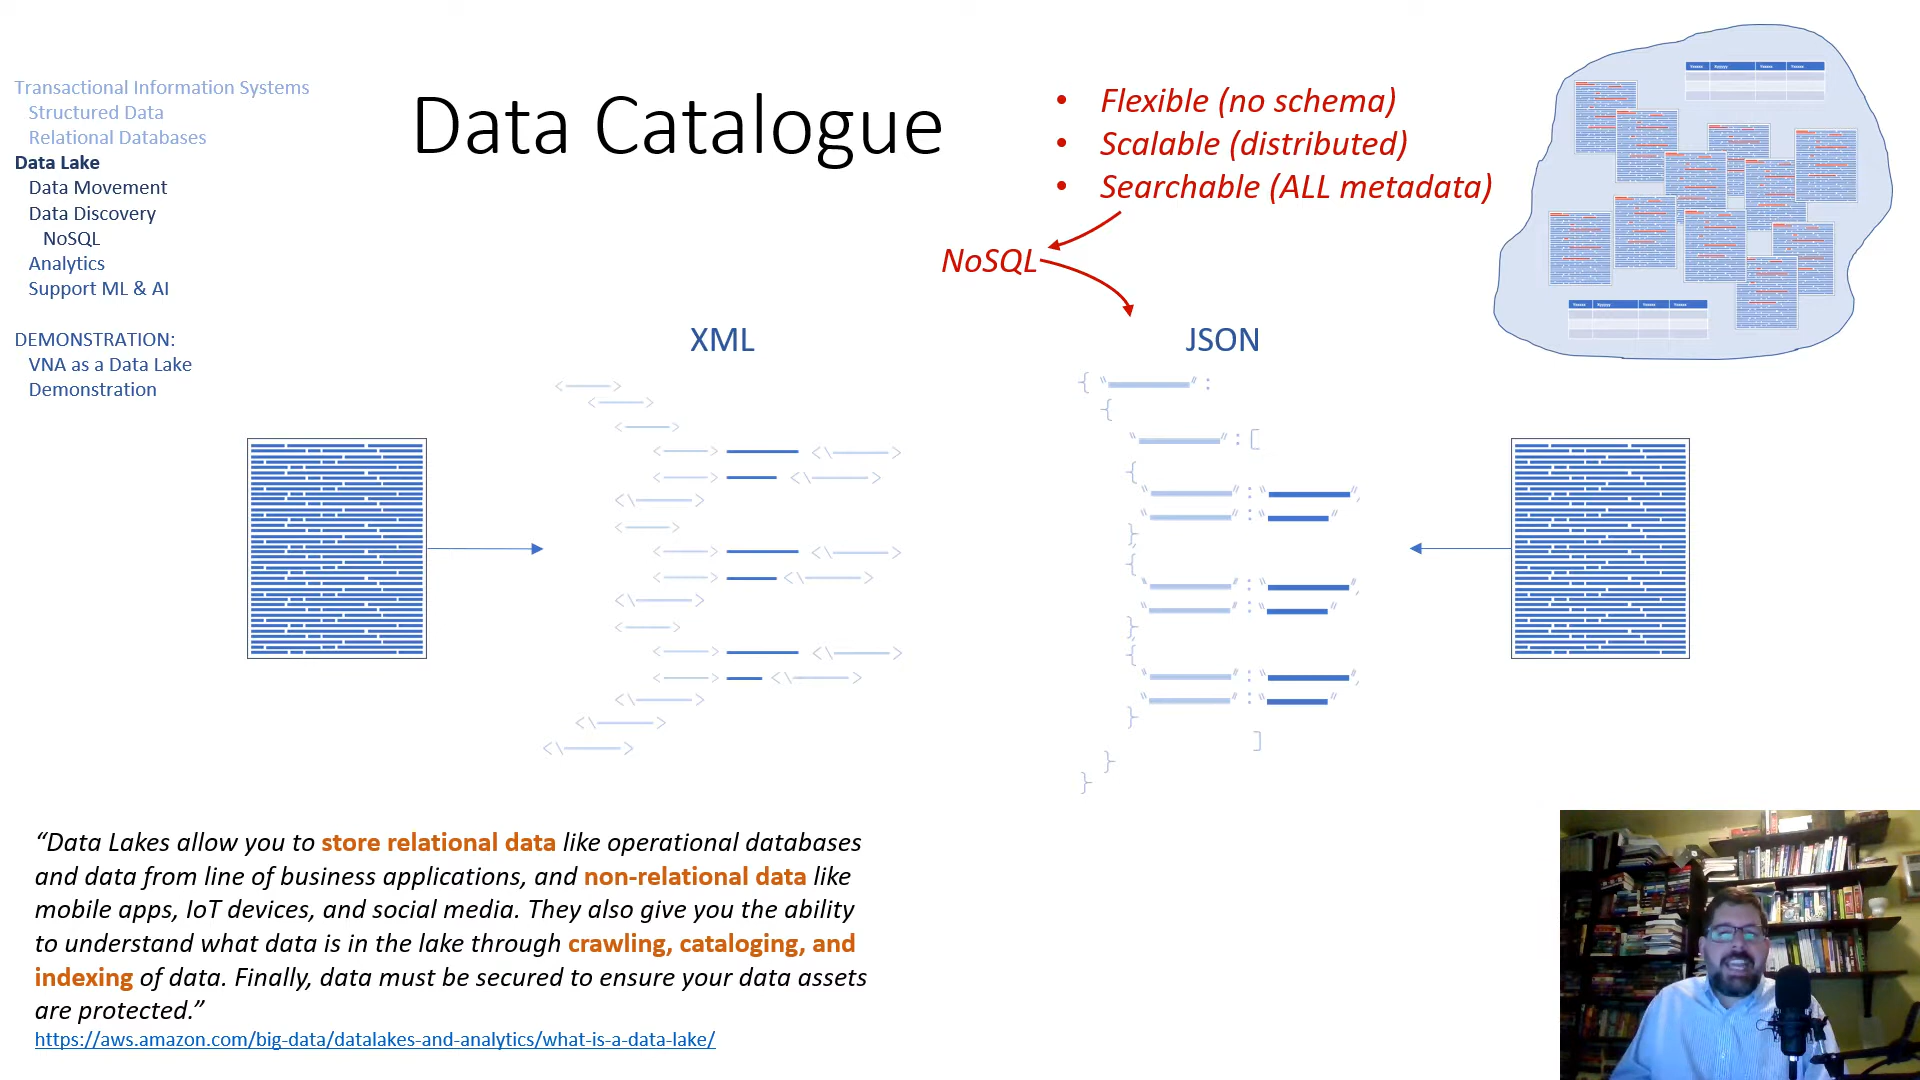 Transactional Information Systems
Structured Data
Relational Databases
Data Lake
Data Movement
Data Discovery
NoSQL
Analytics
Support ML & AI
DEMONSTRATION:
VNA as a Data Lake
Demonstration
Data Catalogue
• Flexible (no schema)
• Scalable (distributed)
• Searchable (ALL metadata)
NoSQL
XML
JSON
“Data Lakes allow you to store relational data like operational databases
and data from line of business applications, and non-relational data like
mobile apps, IoT devices, and social media. They also give you the ability
to understand what data is in the lake through crawling, cataloging, and
indexing of data. Finally, data must be secured to ensure your data assets
are protected.”
https://aws.amazon.com/big-data/datalakes-and-analytics/what-is-a-data-lake/